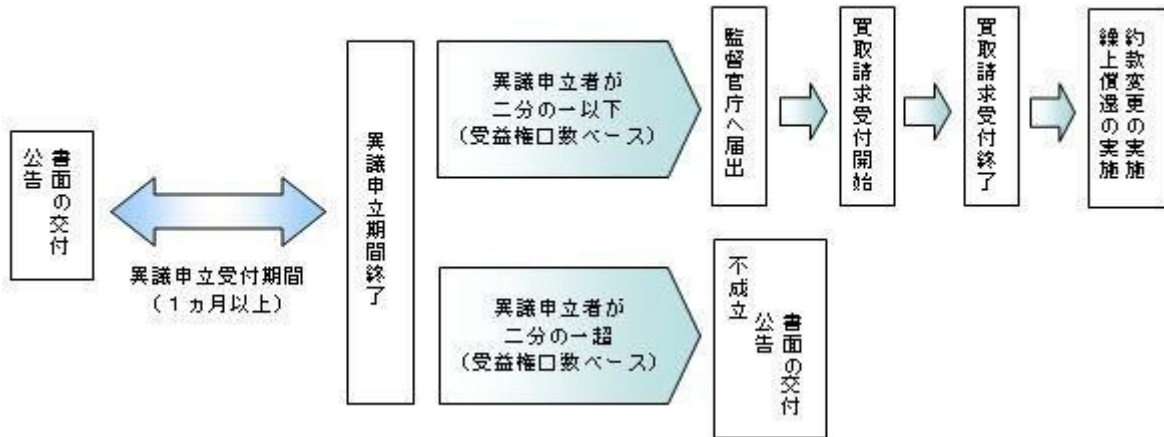 書面の交付
公告
異議申立受付期間
(1ヵ月以上)
異議申立期間終了
異議申立者が
二分の一以下
(受益権口数ベース)
監督官庁へ届出
買取請求受付開始
買取請求受付終了
約款変更の実施
繰上償還の実施
異議申立者が
二分の一超
(受益権口数ベース)
不成立
書面の交付
公告